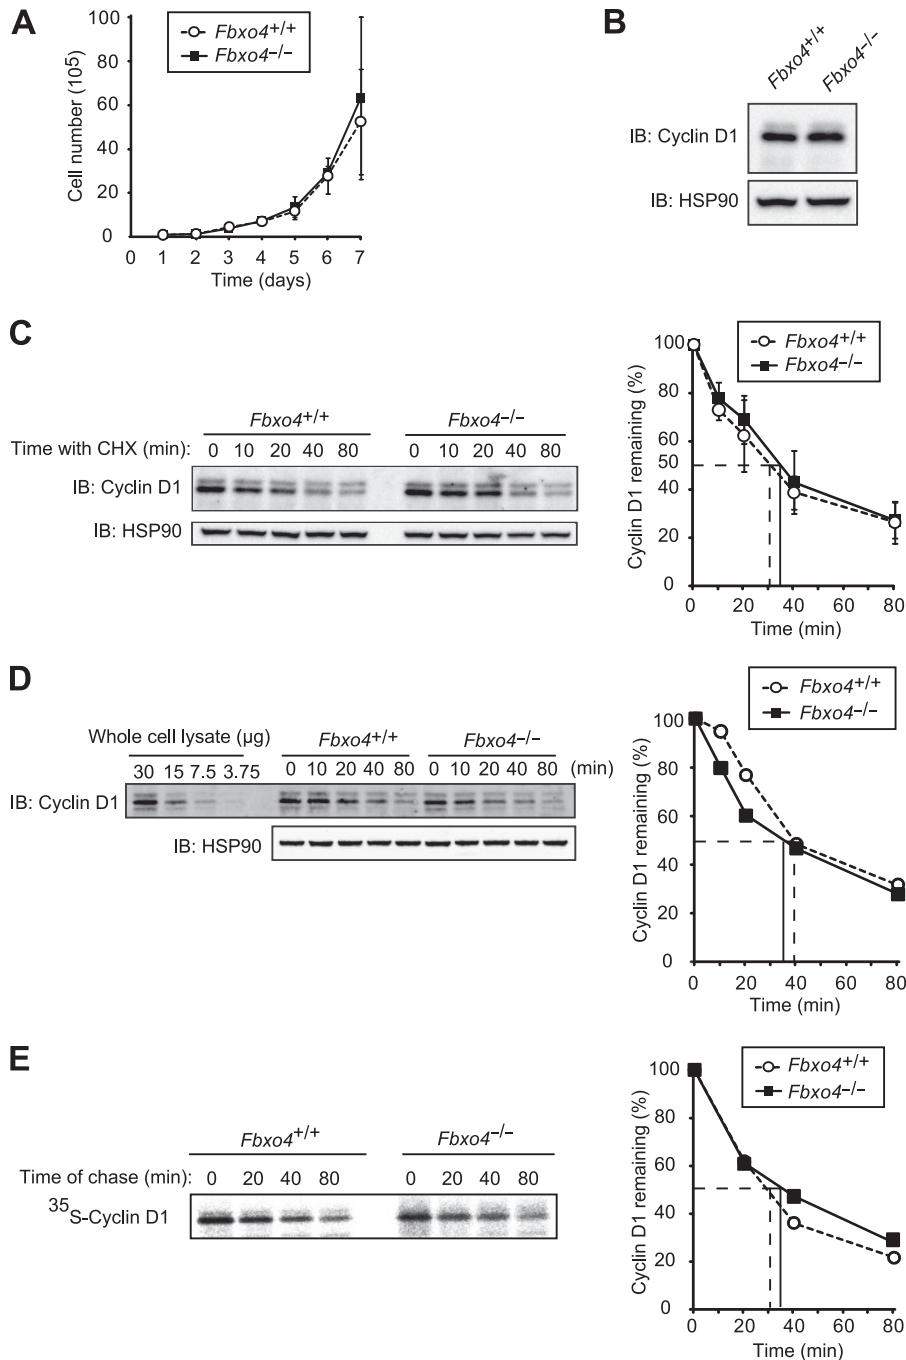 A
Cell number (10⁵)
100
80
60
40
20
0
0 1 2 3 4 5 6 7
Time (days)
Fbxo4+/+
Fbxo4–/–
B
Fbxo4+/+ Fbxo4–/–
IB: Cyclin D1
IB: HSP90
C
Fbxo4+/+ Fbxo4–/–
Time with CHX (min): 0 10 20 40 80 0 10 20 40 80
IB: Cyclin D1
IB: HSP90
Fbxo4+/+
Fbxo4–/–
Cyclin D1 remaining (%)
100
80
60
50
40
20
0
0 20 40 60 80
Time (min)
D
Whole cell lysate (µg) Fbxo4+/+ Fbxo4–/–
30 15 7.5 3.75 0 10 20 40 80 0 10 20 40 80 (min)
IB: Cyclin D1
IB: HSP90
Fbxo4+/+
Fbxo4–/–
Cyclin D1 remaining (%)
100
80
60
50
40
20
0
0 20 40 60 80
Time (min)
E
Fbxo4+/+ Fbxo4–/–
Time of chase (min): 0 20 40 80 0 20 40 80
³⁵S-Cyclin D1
Fbxo4+/+
Fbxo4–/–
Cyclin D1 remaining (%)
100
80
60
50
40
20
0
0 20 40 60 80
Time (min)